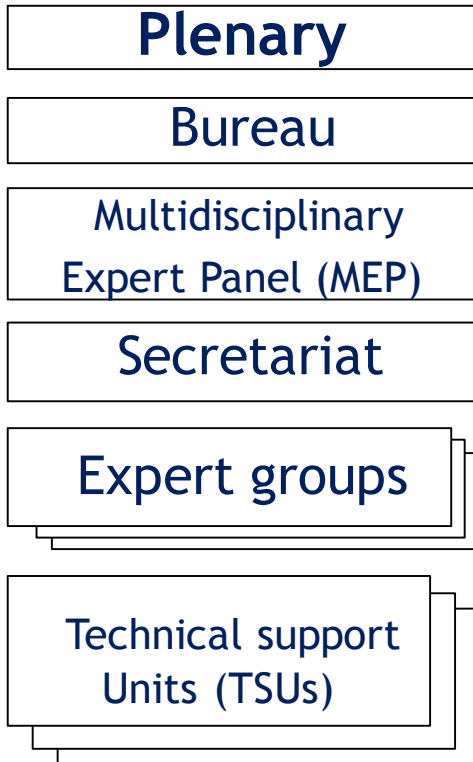 Plenary
Bureau
Multidisciplinary
Expert Panel (MEP)
Secretariat
Expert groups
Technical support
Units (TSUs)